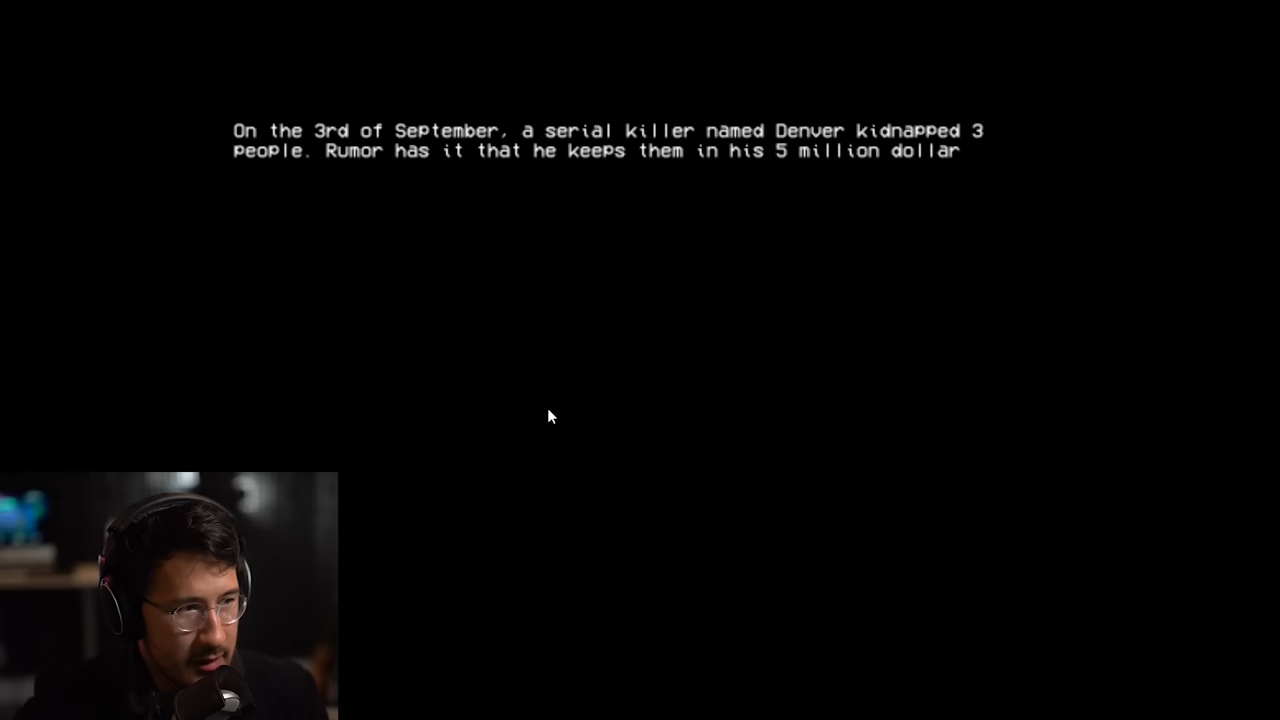 On the 3rd of September, a serial killer named Denver kidnapped 3
people. Rumor has it that he keeps them in his 5 million dollar